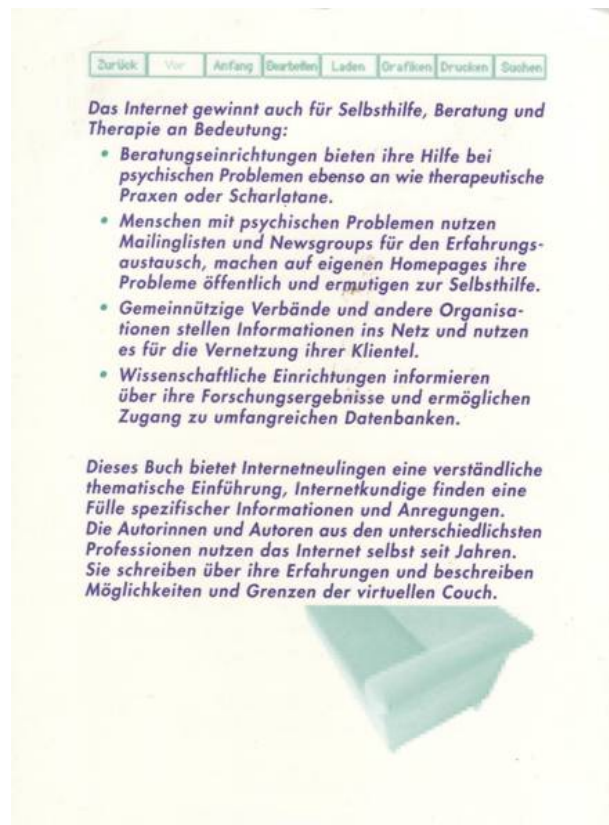 Zurück Vor Anfang Bearbeiten Laden Grafiken Drucken Suchen
Das Internet gewinnt auch für Selbsthilfe, Beratung und
Therapie an Bedeutung:
• Beratungseinrichtungen bieten ihre Hilfe bei
psychischen Problemen ebenso an wie therapeutische
Praxen oder Scharlatane.
• Menschen mit psychischen Problemen nutzen
Mailinglisten und Newsgroups für den Erfahrungs-
austausch, machen auf eigenen Homepages ihre
Probleme öffentlich und ermutigen zur Selbsthilfe.
• Gemeinnützige Verbände und andere Organisa-
tionen stellen Informationen ins Netz und nutzen
es für die Vernetzung ihrer Klientel.
• Wissenschaftliche Einrichtungen informieren
über ihre Forschungsergebnisse und ermöglichen
Zugang zu umfangreichen Datenbanken.
Dieses Buch bietet Internetneulingen eine verständliche
thematische Einführung, Internetkundige finden eine
Fülle spezifischer Informationen und Anregungen.
Die Autorinnen und Autoren aus den unterschiedlichsten
Professionen nutzen das Internet selbst seit Jahren.
Sie schreiben über ihre Erfahrungen und beschreiben
Möglichkeiten und Grenzen der virtuellen Couch.